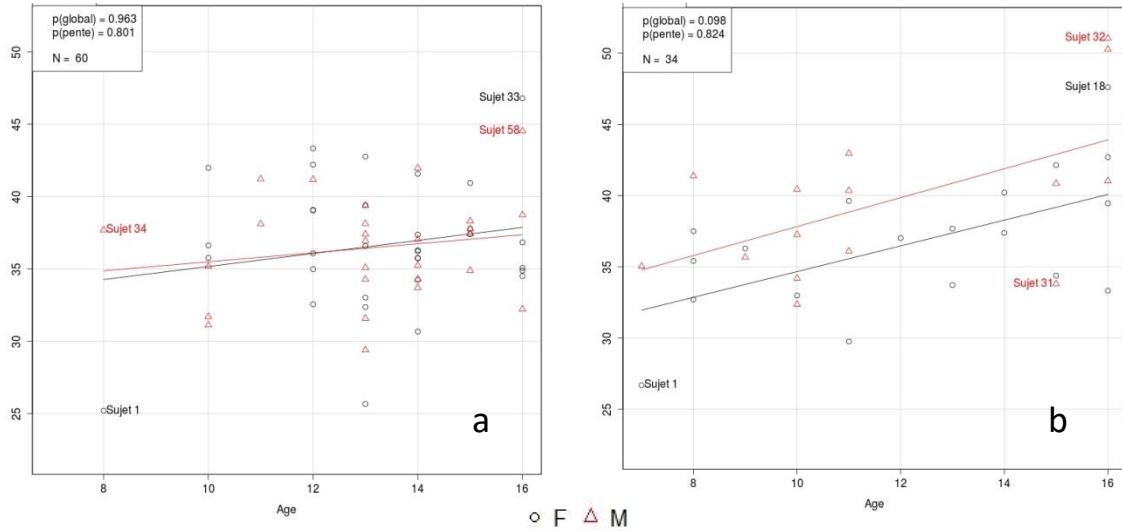 p(global) = 0.963
p(pente) = 0.801
N = 60
50
45
40
35
30
25
Sujet 33
Sujet 58
Sujet 34
Sujet 1
a
8
10
12
14
16
Age
p(global) = 0.098
p(pente) = 0.824
N = 34
50
45
40
35
30
25
Sujet 32
Sujet 18
Sujet 31
Sujet 1
b
8
10
12
14
16
Age
F M